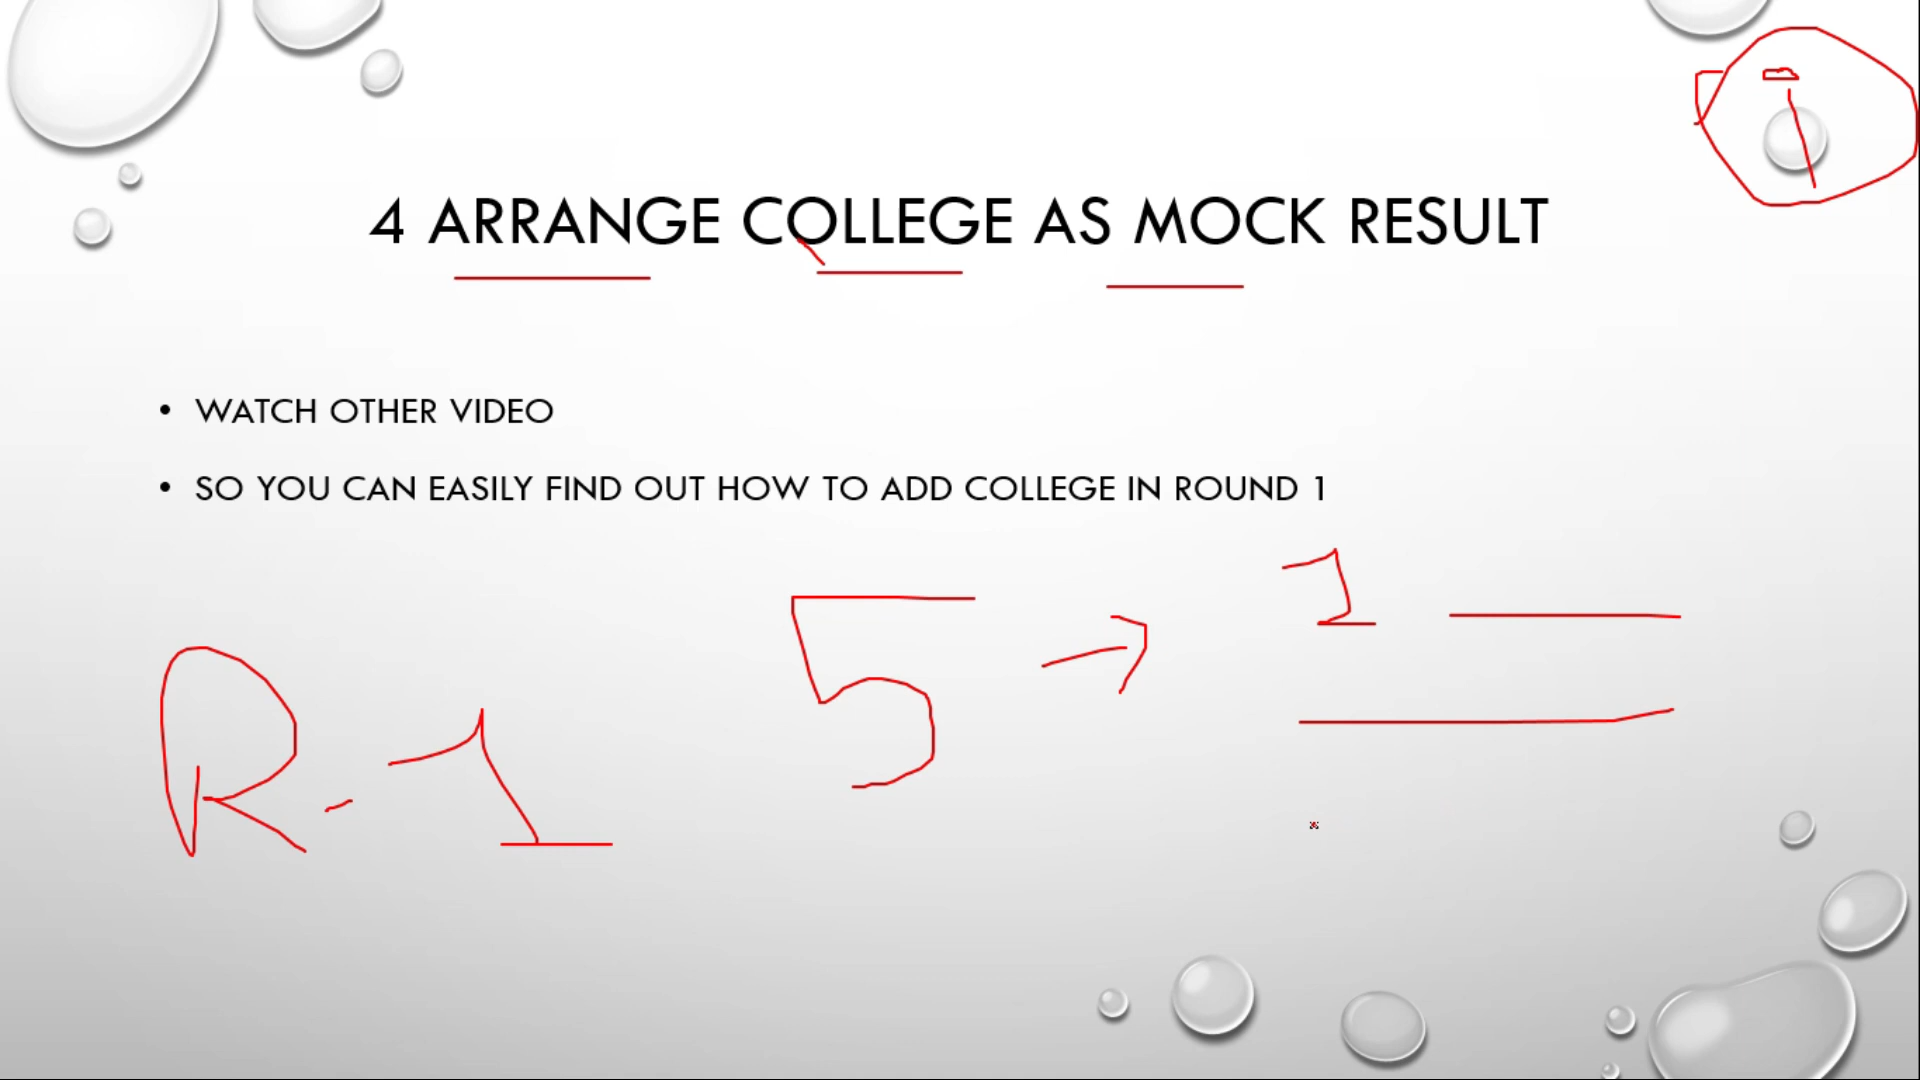 4 ARRANGE COLLEGE AS MOCK RESULT
• WATCH OTHER VIDEO
• SO YOU CAN EASILY FIND OUT HOW TO ADD COLLEGE IN ROUND 1
R-1 5 → 1